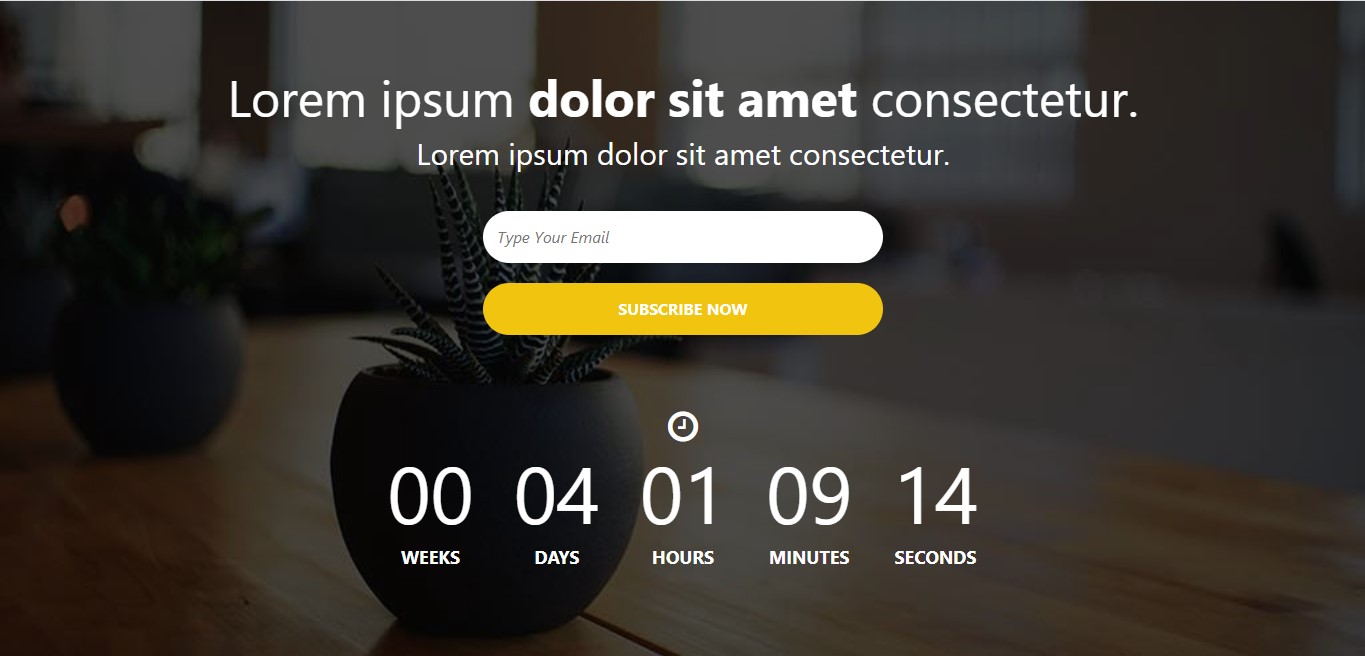 Lorem ipsum dolor sit amet consectetur.
Lorem ipsum dolor sit amet consectetur.
Type Your Email
SUBSCRIBE NOW
00 04 01 09 14
WEEKS DAYS HOURS MINUTES SECONDS